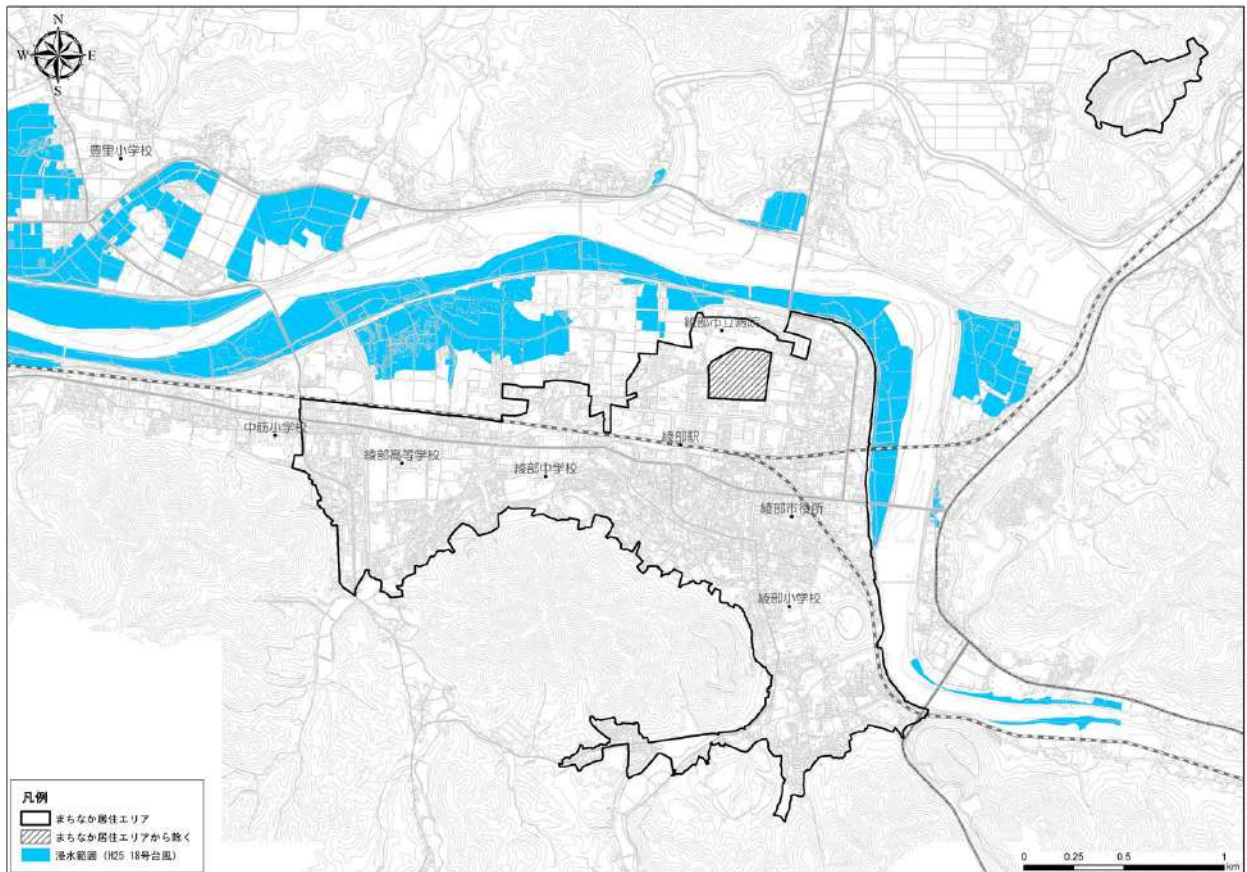 N
W
E
S
豊里小学校
綾部市立病院
中筋小学校
綾部高等学校
綾部駅
綾部中学校
綾部市役所
綾部小学校
凡例
まちなか居住エリア
まちなか居住エリアから除く
浸水範囲 (H25 18号台風)
0 0.25 0.5 1
km